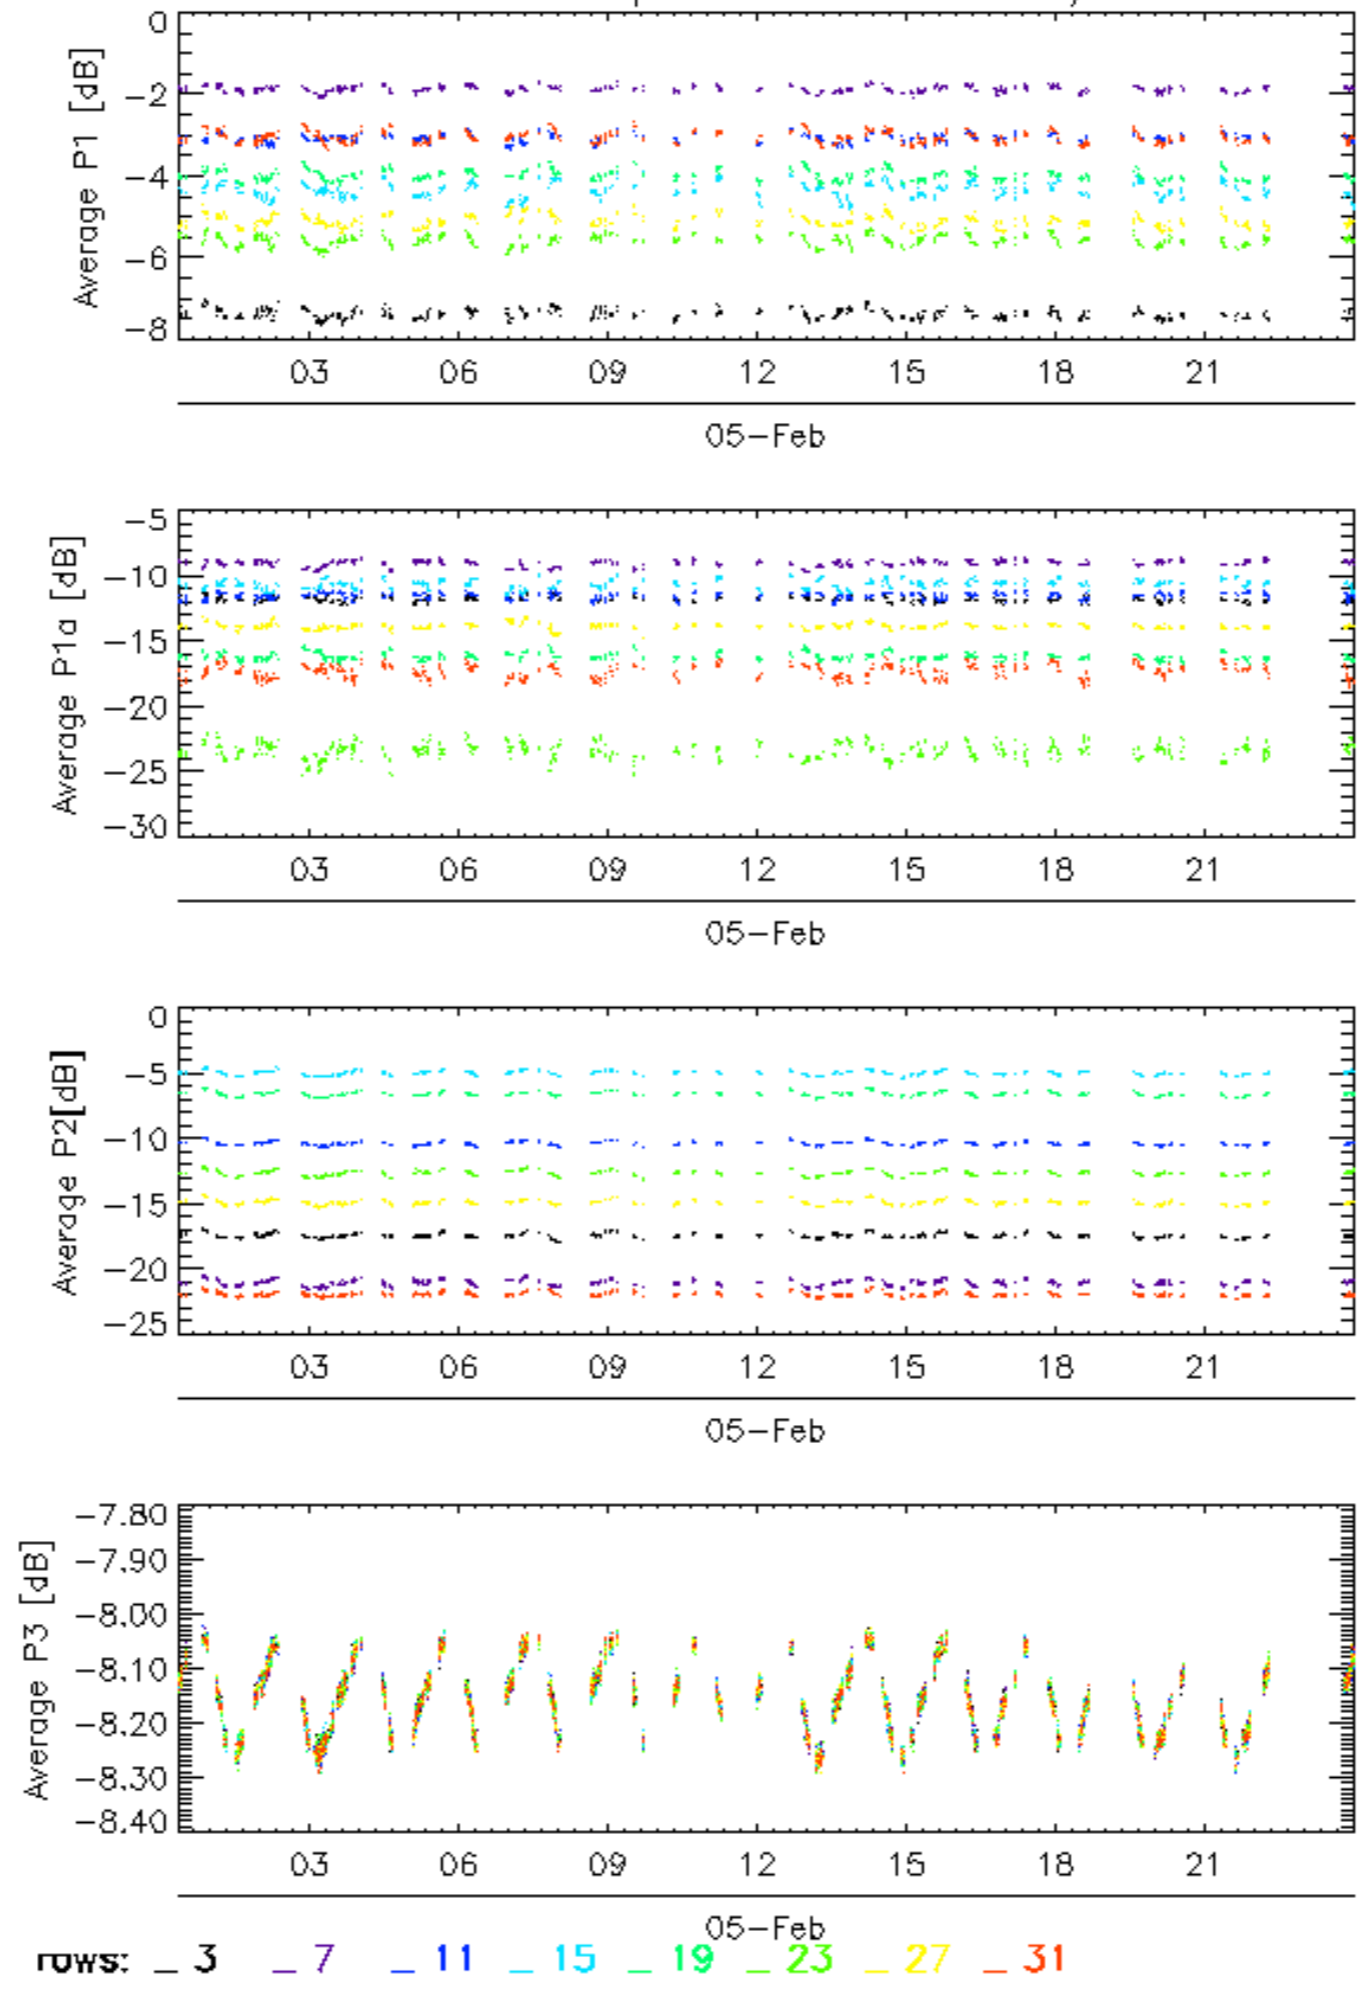 0
−2
−4
−6
−8
Average P1 [dB]
03 06 09 12 15 18 21
05−Feb
−5
−10
−15
−20
−25
−30
Average P1a [dB]
03 06 09 12 15 18 21
05−Feb
0
−5
−10
−15
−20
−25
Average P2[dB]
03 06 09 12 15 18 21
05−Feb
−7.80
−7.90
−8.00
−8.10
−8.20
−8.30
−8.40
Average P3 [dB]
03 06 09 12 15 18 21
05−Feb
rows: _ 3 _ 7 _ 11 _ 15 _ 19 _ 23 _ 27 _ 31